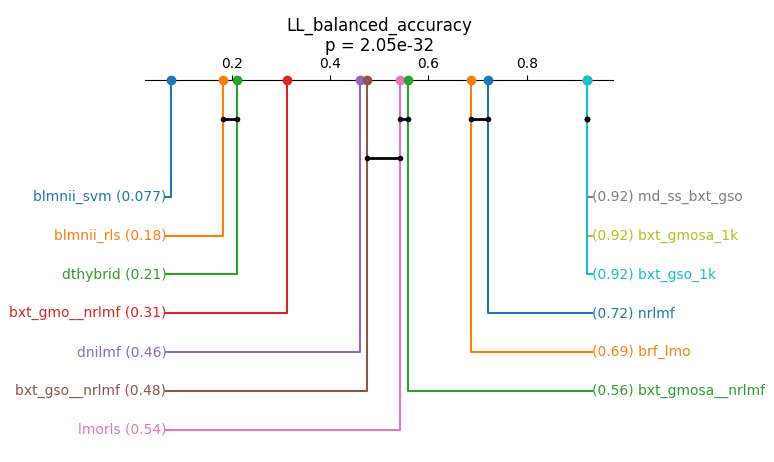 LL_balanced_accuracy
p = 2.05e-32
0.2 0.4 0.6 0.8
blmnii_svm (0.077)
(0.92) md_ss_bxt_gso
blmnii_rls (0.18)
(0.92) bxt_gmosa_1k
dthybrid (0.21)
(0.92) bxt_gso_1k
bxt_gmo__nrlmf (0.31)
(0.72) nrlmf
dnilmf (0.46)
(0.69) brf_lmo
bxt_gso__nrlmf (0.48)
(0.56) bxt_gmosa__nrlmf
lmorls (0.54)